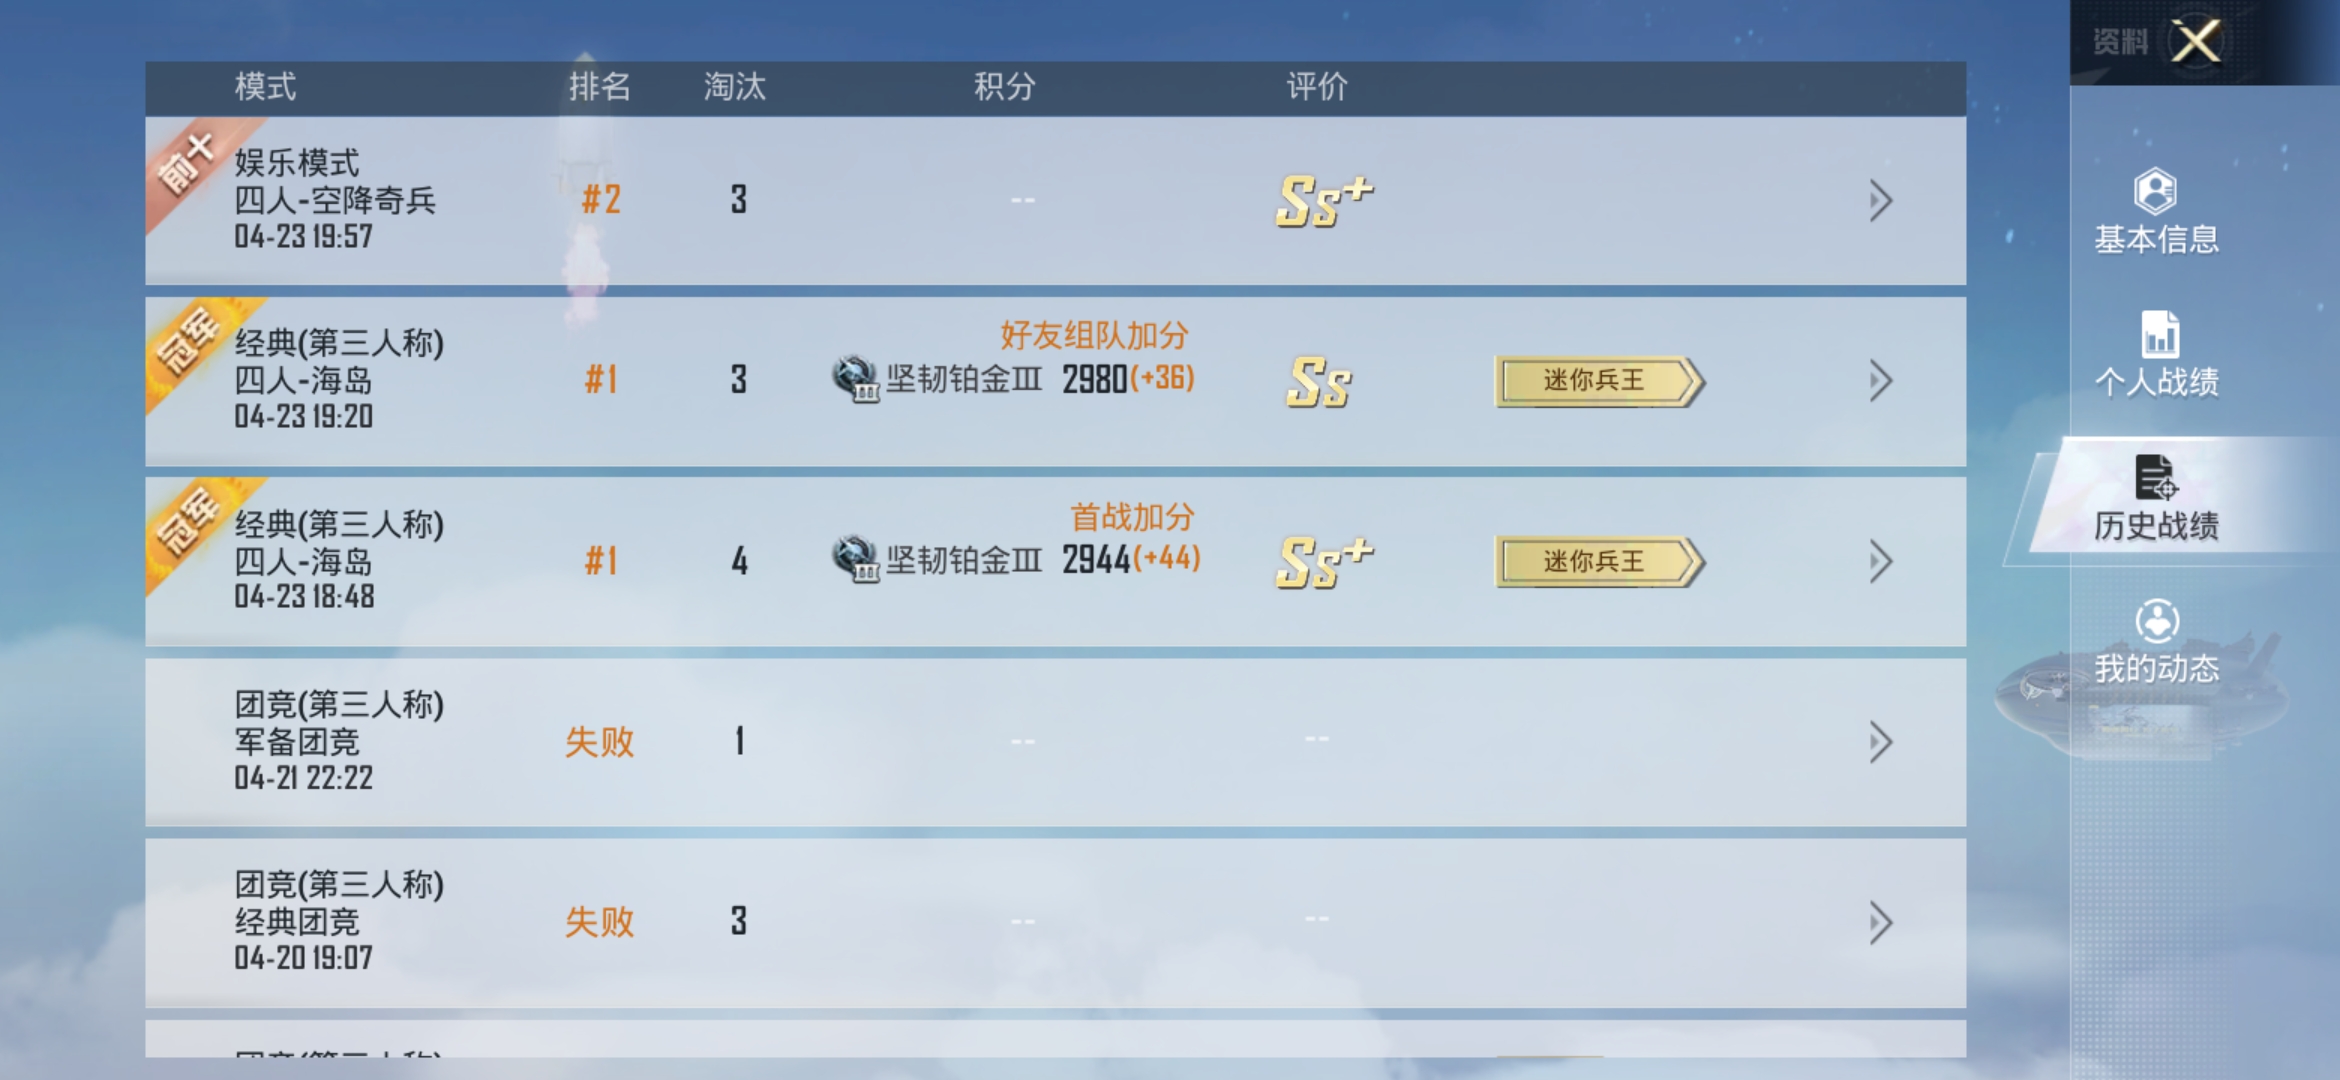 模式 排名 淘汰 积分 评价
前十
娱乐模式
四人-空降奇兵
04-23 19:57
#2 3 -- Ss+
冠军
经典(第三人称)
四人-海岛
04-23 19:20
#1 3
好友组队加分
坚韧铂金III 2980(+36)
Ss
迷你兵王
冠军
经典(第三人称)
四人-海岛
04-23 18:48
#1 4
首战加分
坚韧铂金III 2944(+44)
Ss+
迷你兵王
团竞(第三人称)
军备团竞
04-21 22:22
失败 1 -- --
团竞(第三人称)
经典团竞
04-20 19:07
失败 3 -- --
团竞(第三人称)
资料
基本信息
个人战绩
历史战绩
我的动态